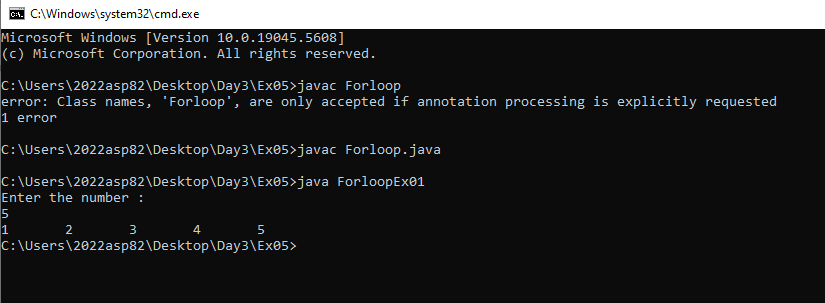 C:\Windows\system32\cmd.exe
Microsoft Windows [Version 10.0.19045.5608]
(c) Microsoft Corporation. All rights reserved.
C:\Users\2022asp82\Desktop\Day3\Ex05>javac Forloop
error: Class names, 'Forloop', are only accepted if annotation processing is explicitly requested
1 error
C:\Users\2022asp82\Desktop\Day3\Ex05>javac Forloop.java
C:\Users\2022asp82\Desktop\Day3\Ex05>java ForloopEx01
Enter the number :
5
1       2       3       4       5
C:\Users\2022asp82\Desktop\Day3\Ex05>